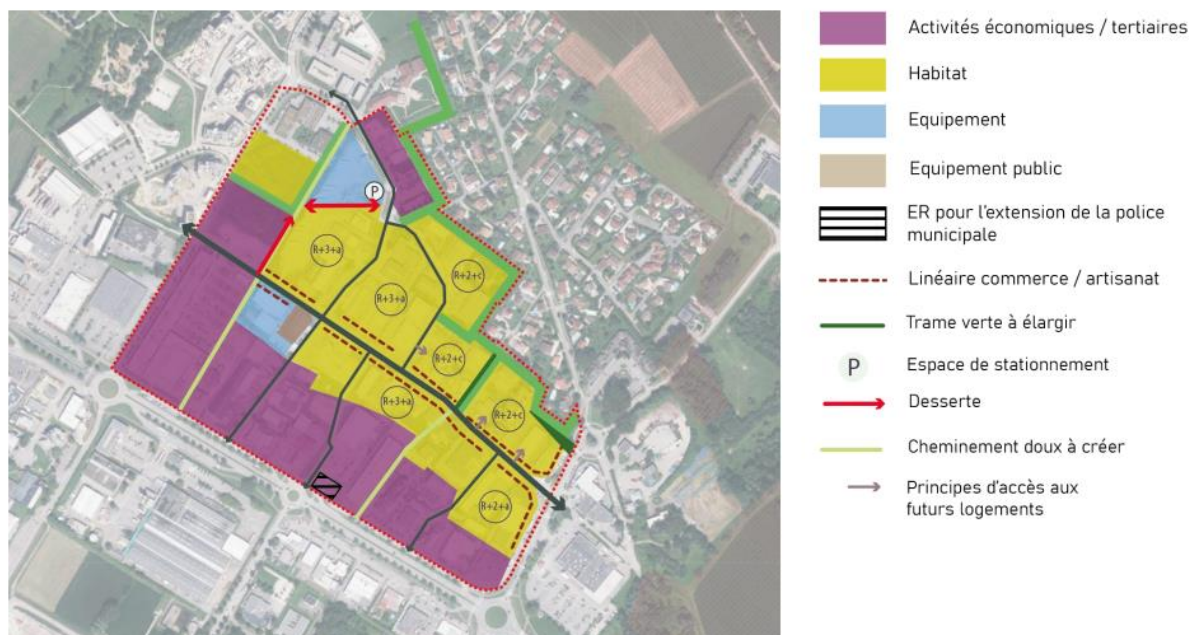 Activités économiques / tertiaires
Habitat
Equipement
Equipement public
ER pour l'extension de la police
municipale
Linéaire commerce / artisanat
Trame verte à élargir
P
Espace de stationnement
Desserte
Cheminement doux à créer
Principes d'accès aux
futurs logements
P
R+3+a
R+2+c
R+3+a
R+2+c
R+3+a
R+2+c
R+2+a